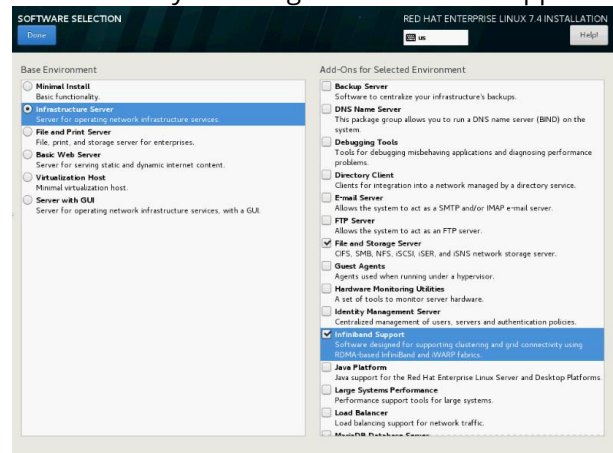 SOFTWARE SELECTION
Done
RED HAT ENTERPRISE LINUX 7.4 INSTALLATION
us
Help!
Base Environment
Minimal Install
Basic functionality.
Infrastructure Server
Server for operating network infrastructure services.
File and Print Server
File, print, and storage server for enterprises.
Basic Web Server
Server for serving static and dynamic internet content.
Virtualization Host
Minimal virtualization host.
Server with GUI
Server for operating network infrastructure services, with a GUI.
Add-Ons for Selected Environment
Backup Server
Software to centralize your infrastructure's backups.
DNS Name Server
This package group allows you to run a DNS name server (BIND) on the
system.
Debugging Tools
Tools for debugging misbehaving applications and diagnosing performance
problems.
Directory Client
Clients for integration into a network managed by a directory service.
E-mail Server
Allows the system to act as a SMTP and/or IMAP e-mail server.
FTP Server
Allows the system to act as an FTP server.
File and Storage Server
CIFS, SMB, NFS, iSCSI, iSER, and iSNS network storage server.
Guest Agents
Agents used when running under a hypervisor.
Hardware Monitoring Utilities
A set of tools to monitor server hardware.
Identity Management Server
Centralized management of users, servers and authentication policies.
Infiniband Support
Software designed for supporting clustering and grid connectivity using
RDMA-based InfiniBand and iWARP fabrics.
Java Platform
Java support for the Red Hat Enterprise Linux Server and Desktop Platforms.
Large Systems Performance
Performance support tools for large systems.
Load Balancer
Load balancing support for network traffic.
MariaDB Database Server